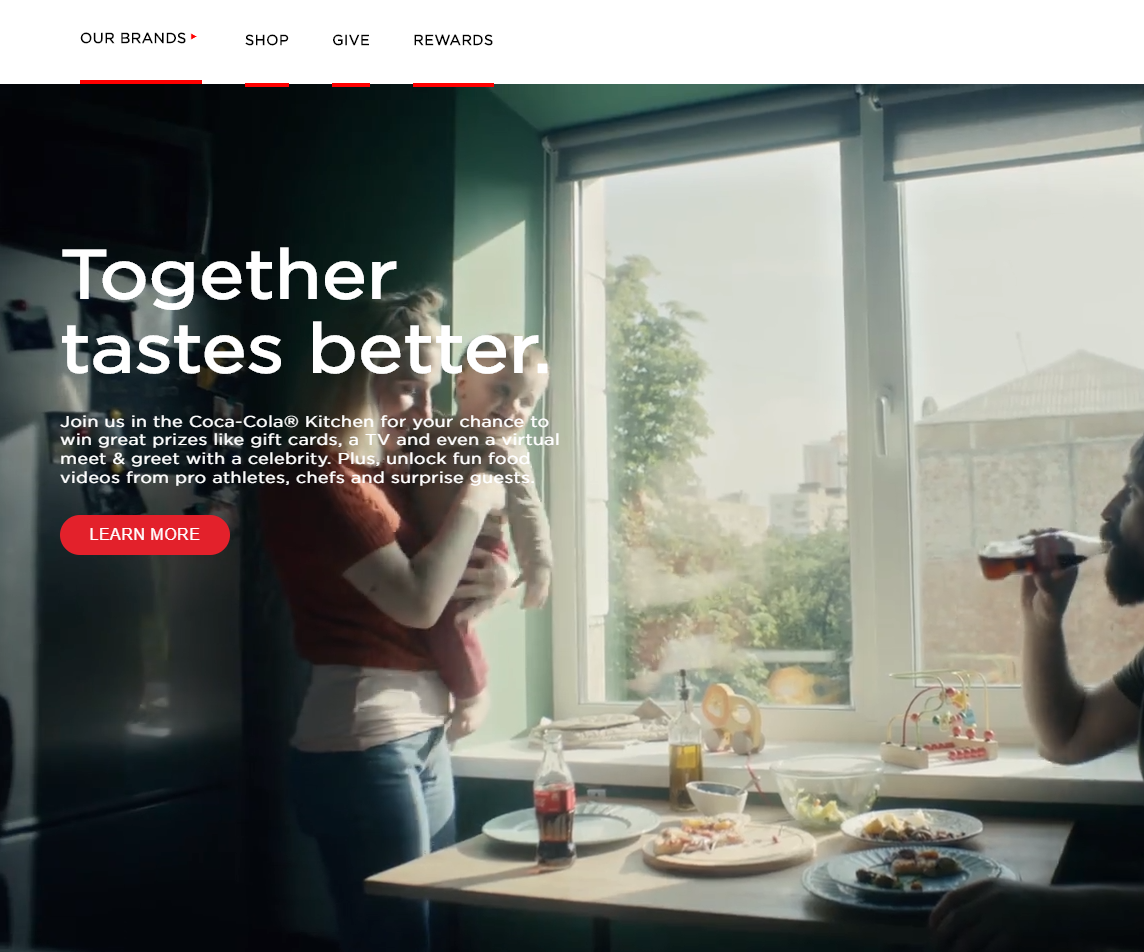 OUR BRANDS
SHOP
GIVE
REWARDS
Together
tastes better.
Join us in the Coca-Cola® Kitchen for your chance to
win great prizes like gift cards, a TV and even a virtual
meet & greet with a celebrity. Plus, unlock fun food
videos from pro athletes, chefs and surprise guests.
LEARN MORE